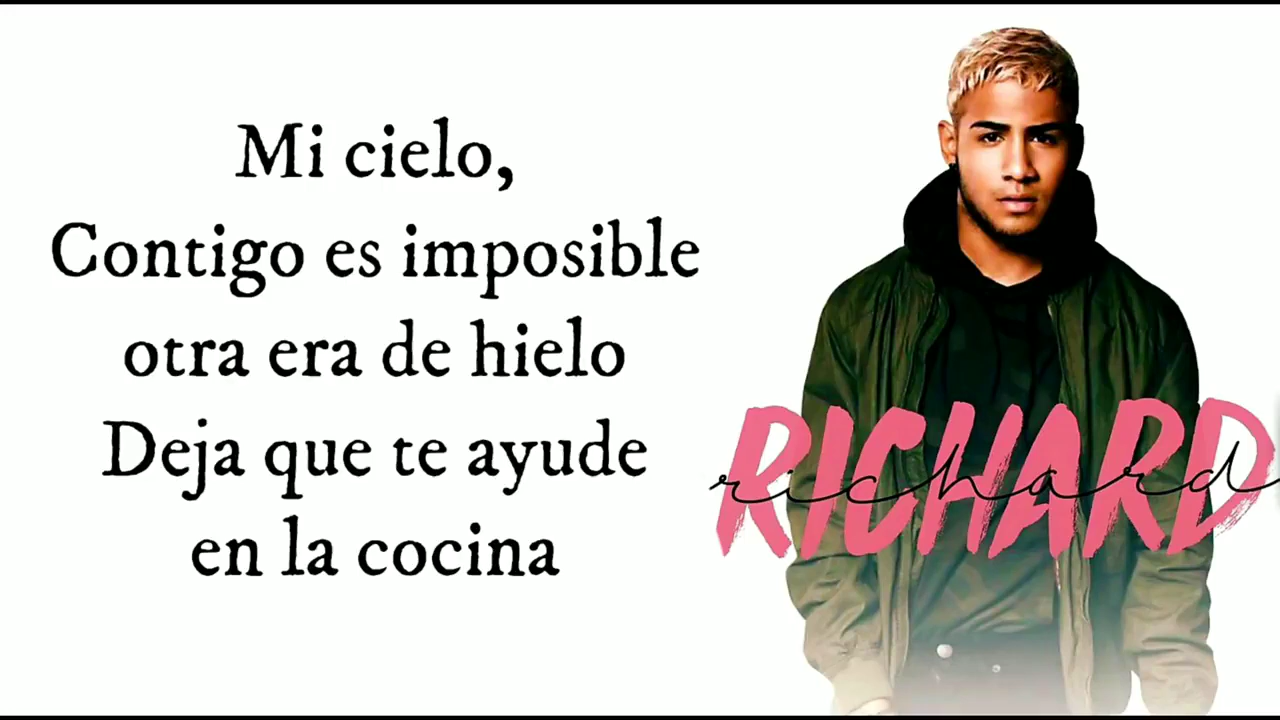 Mi cielo,
Contigo es imposible
otra era de hielo
Deja que te ayude
en la cocina
RICHARD
richard